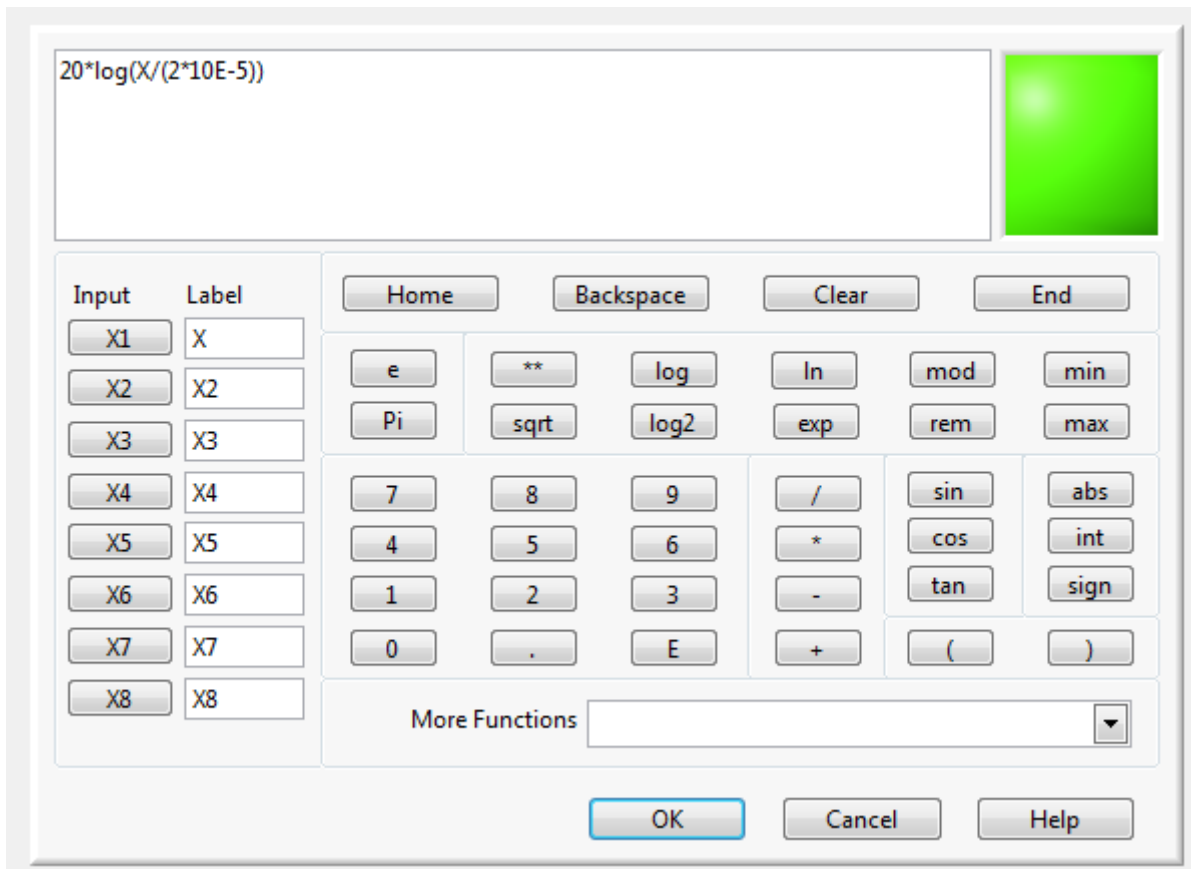 20*log(X/(2*10E-5))
Input Label
Home Backspace Clear End
X1 X
e ** log ln mod min
X2 X2
Pi sqrt log2 exp rem max
X3 X3
X4 X4
7 8 9 / sin abs
X5 X5
4 5 6 * cos int
X6 X6
1 2 3 - tan sign
X7 X7
0 . E + ( )
X8 X8
More Functions
OK Cancel Help